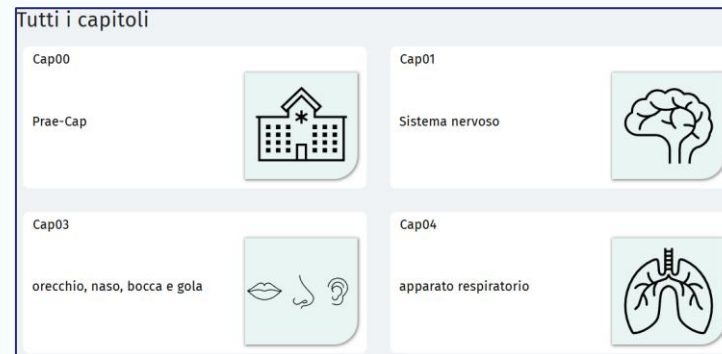 Tutti i capitoli
Cap00
Prae-Cap
Cap01
Sistema nervoso
Cap03
orecchio, naso, bocca e gola
Cap04
apparato respiratorio